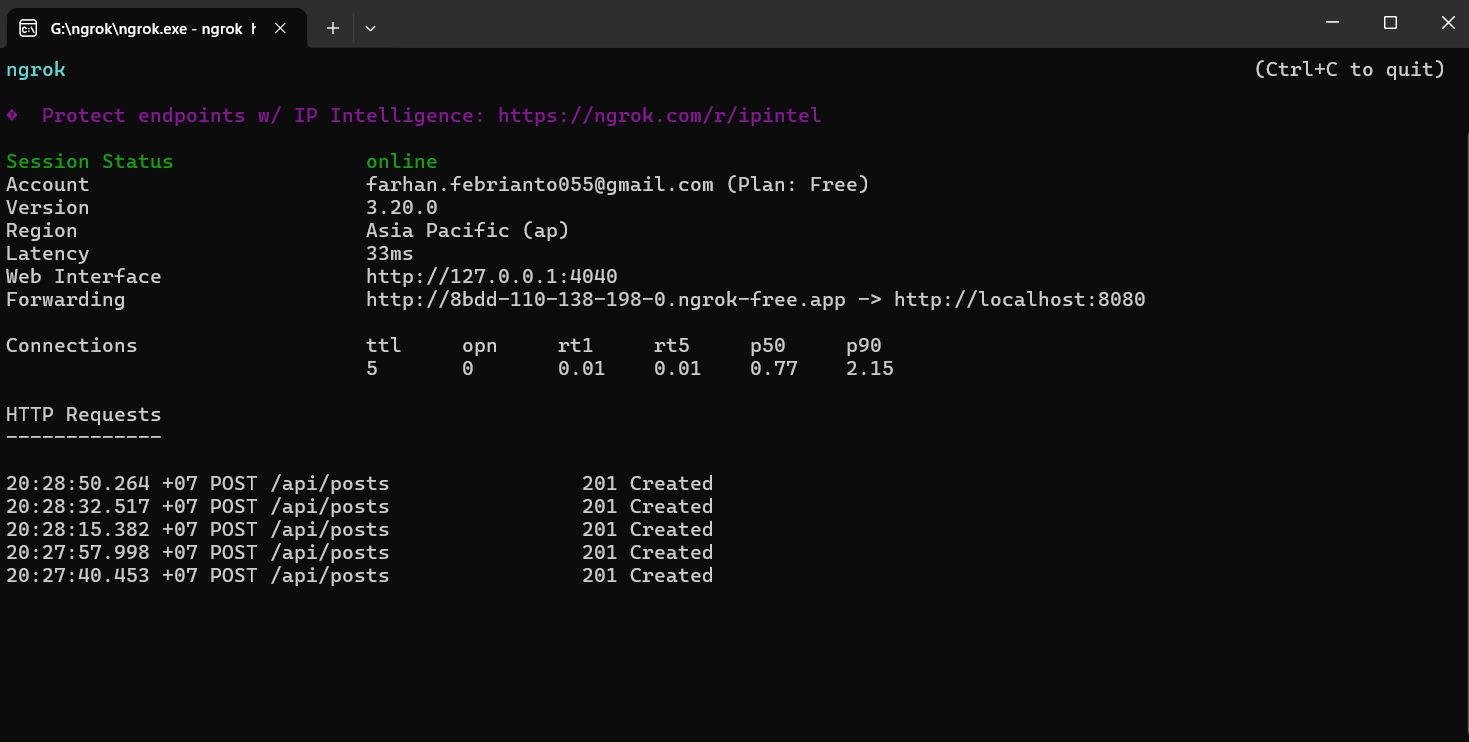 G:\ngrok\ngrok.exe - ngrok h
ngrok (Ctrl+C to quit)
� Protect endpoints w/ IP Intelligence: https://ngrok.com/r/ipintel
Session Status online
Account farhan.febrianto055@gmail.com (Plan: Free)
Version 3.20.0
Region Asia Pacific (ap)
Latency 33ms
Web Interface http://127.0.0.1:4040
Forwarding http://8bdd-110-138-198-0.ngrok-free.app -> http://localhost:8080
Connections ttl opn rt1 rt5 p50 p90
5 0 0.01 0.01 0.77 2.15
HTTP Requests
-------------
20:28:50.264 +07 POST /api/posts 201 Created
20:28:32.517 +07 POST /api/posts 201 Created
20:28:15.382 +07 POST /api/posts 201 Created
20:27:57.998 +07 POST /api/posts 201 Created
20:27:40.453 +07 POST /api/posts 201 Created